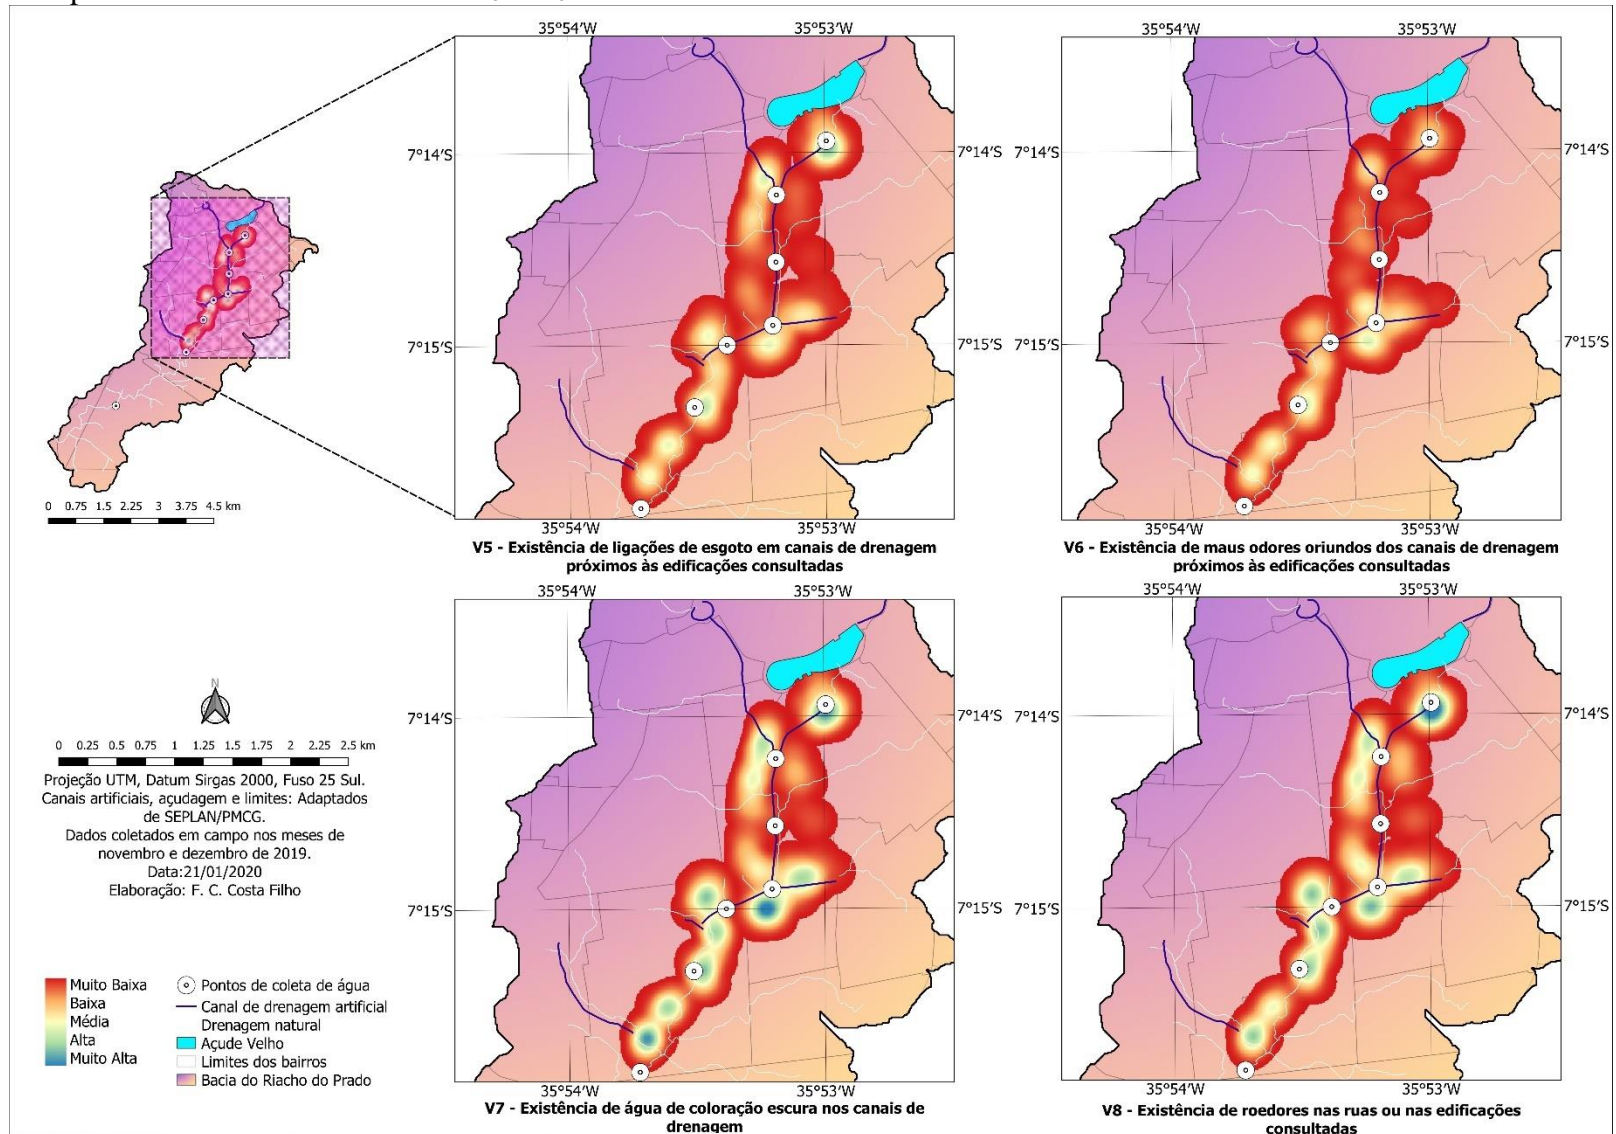 35°54'W
35°53'W
35°54'W
35°53'W
7°14'S
7°14'S
7°14'S
7°15'S
7°15'S
7°15'S
0 0.75 1.5 2.25 3 3.75 4.5 km
35°54'W
35°53'W
35°54'W
35°53'W
V5 - Existência de ligações de esgoto em canais de drenagem
próximos às edificações consultadas
V6 - Existência de maus odores oriundos dos canais de drenagem
próximos às edificações consultadas
35°54'W
35°53'W
35°54'W
35°53'W
N
7°14'S
7°14'S
7°14'S
0 0.25 0.5 0.75 1 1.25 1.5 1.75 2 2.25 2.5 km
Projeção UTM, Datum Sirgas 2000, Fuso 25 Sul.
Canais artificiais, açudagem e limites: Adaptados
de SEPLAN/PMCG.
Dados coletados em campo nos meses de
novembro e dezembro de 2019.
Data:21/01/2020
Elaboração: F. C. Costa Filho
7°15'S
7°15'S
7°15'S
Muito Baixa
Baixa
Média
Alta
Muito Alta
Pontos de coleta de água
Canal de drenagem artificial
Drenagem natural
Açude Velho
Limites dos bairros
Bacia do Riacho do Prado
35°54'W
35°53'W
35°54'W
35°53'W
V7 - Existência de água de coloração escura nos canais de
drenagem
V8 - Existência de roedores nas ruas ou nas edificações
consultadas